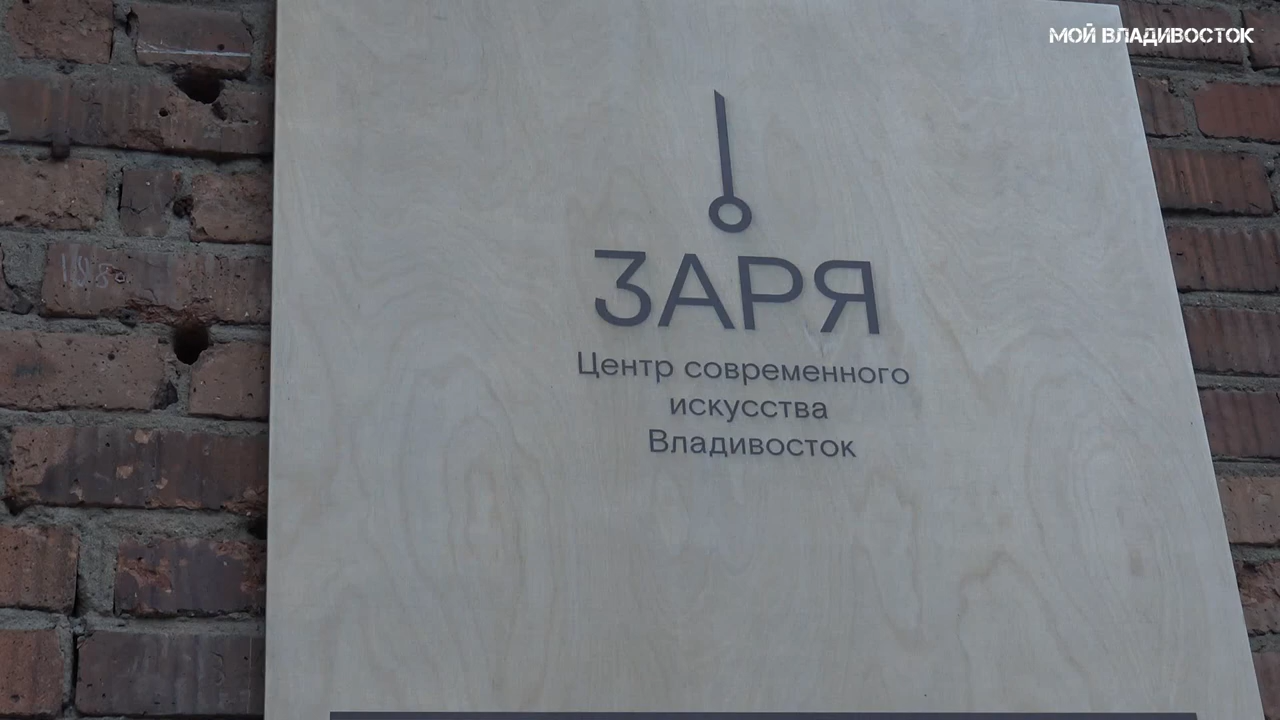 МОЙ ВЛАДИВОСТОК
ЗАРЯ
Центр современного
искусства
Владивосток